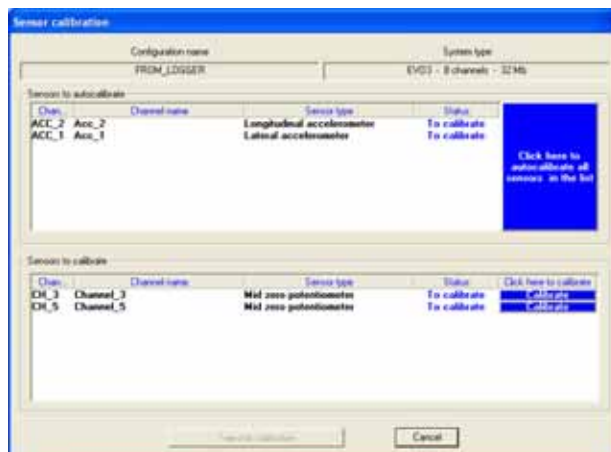 Sensor calibration
Configuration name System type
FROM_LOGGER EVO3 - 8 channels - 32 Mb
Sensors to autocalibrate
Chan. Channel name Sensor type Status
ACC_2 Acc_2 Longitudinal accelerometer To calibrate
ACC_1 Acc_1 Lateral accelerometer To calibrate
Click here to
autocalibrate all
sensors in the list
Sensors to calibrate
Chan. Channel name Sensor type Status Click here to calibrate
CH_3 Channel_3 Mid zero potentiometer To calibrate Calibrate
CH_5 Channel_5 Mid zero potentiometer To calibrate Calibrate
Cancel